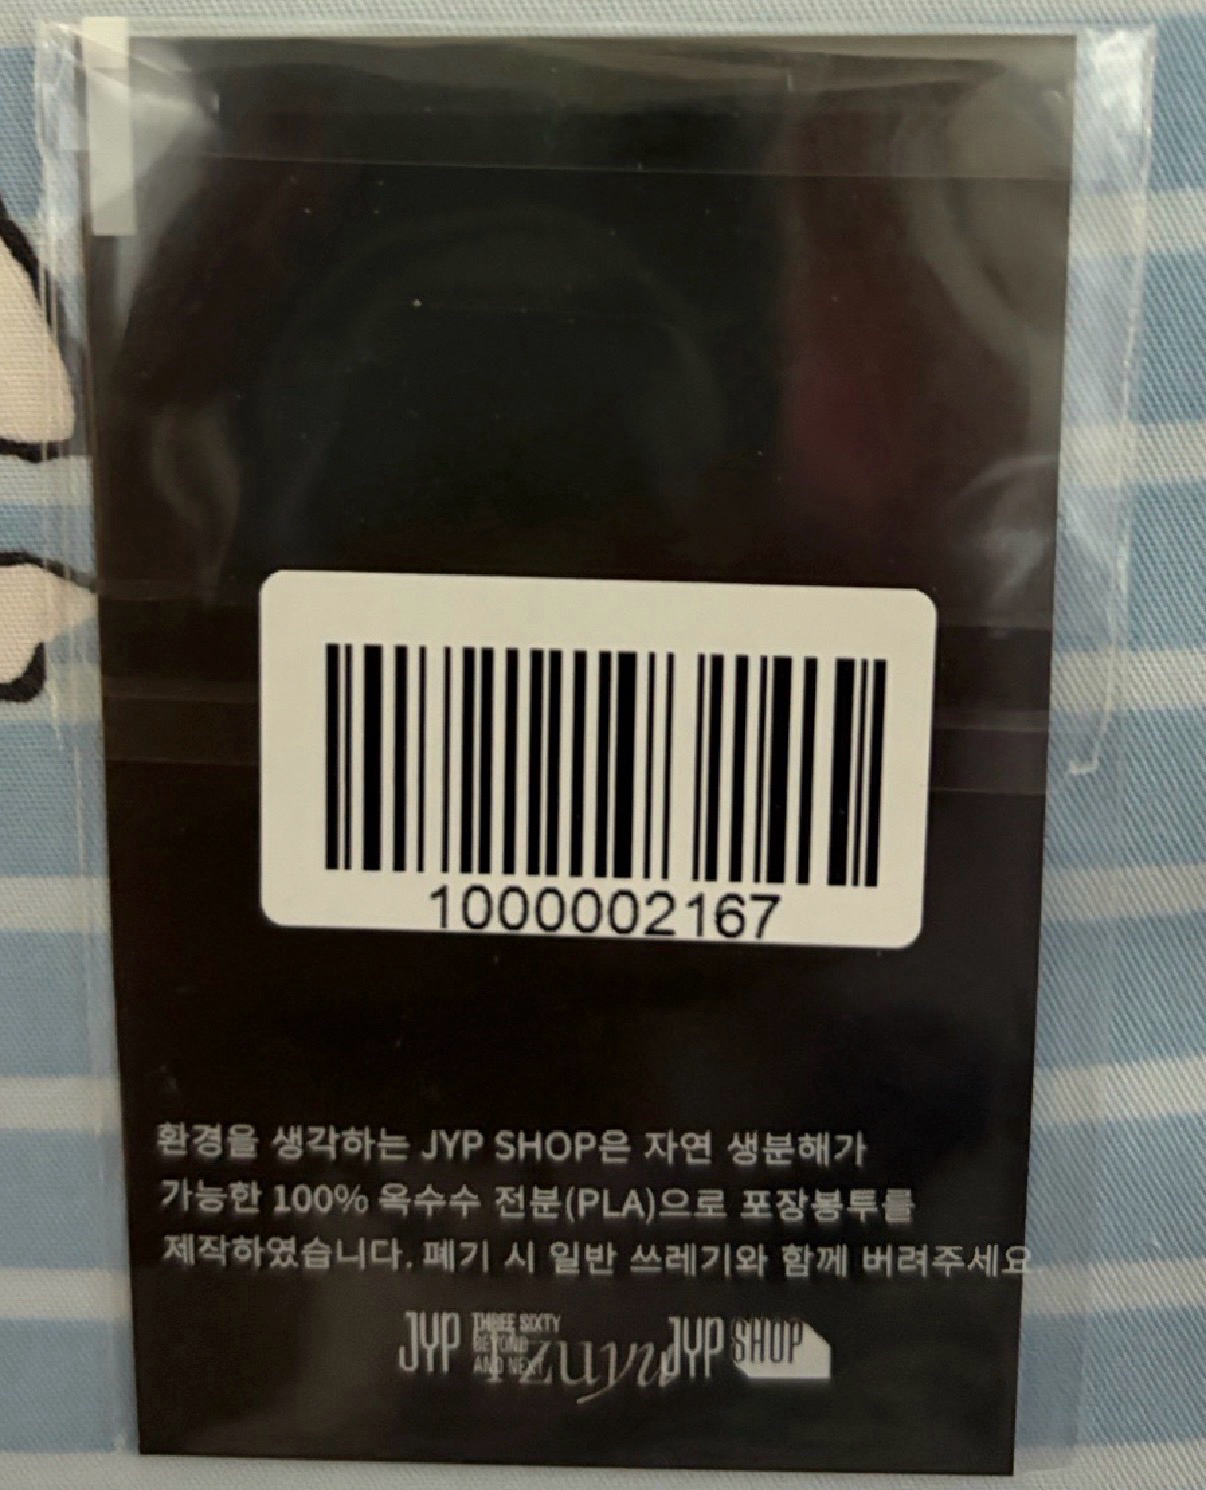 1000002167
환경을 생각하는 JYP SHOP은 자연 생분해가
가능한 100% 옥수수 전분(PLA)으로 포장봉투를
제작하였습니다. 폐기 시 일반 쓰레기와 함께 버려주세요
JYP THREE SIXTY
BEYOND
AND NEXT
JYP SHOP